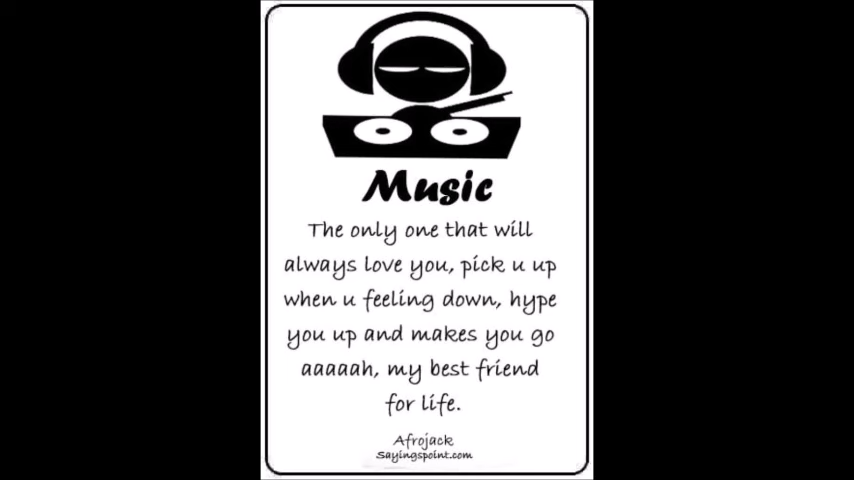 Music
The only one that will
always love you, pick u up
when u feeling down, hype
you up and makes you go
aaaaah, my best friend
for life.
Afrojack
Sayingspoint.com